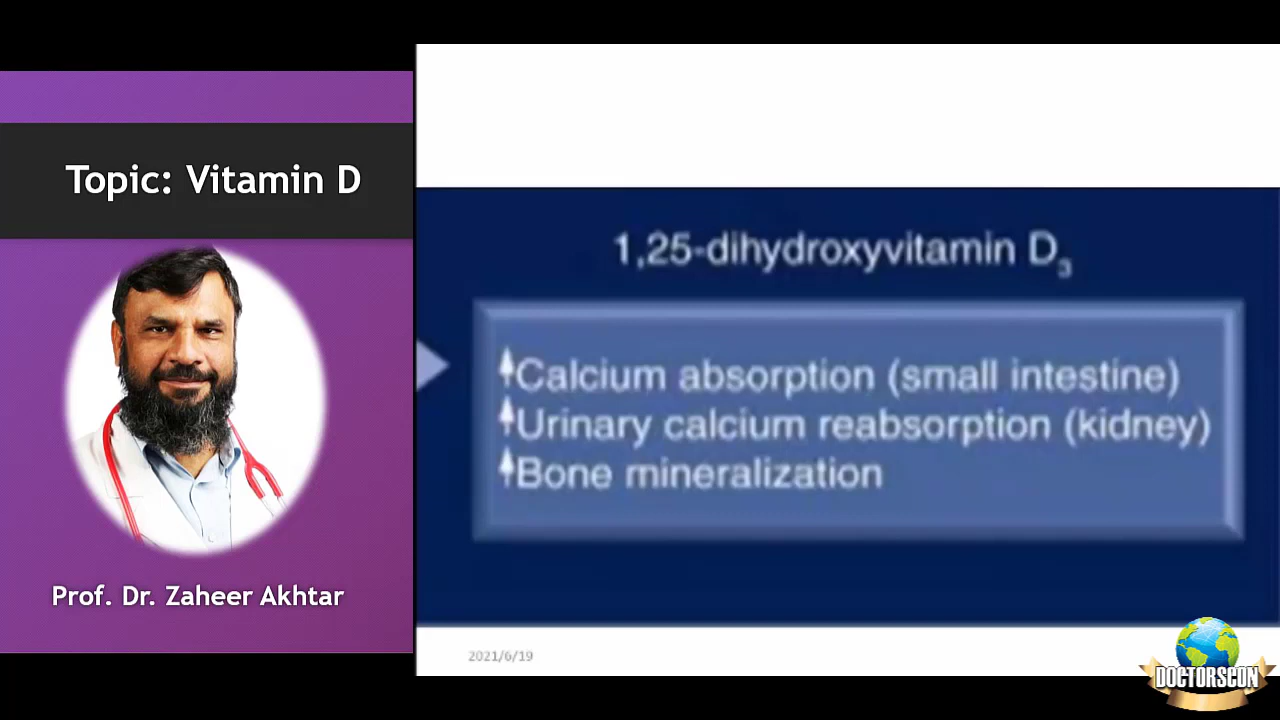 Topic: Vitamin D
Prof. Dr. Zaheer Akhtar
1,25-dihydroxyvitamin D₃
Calcium absorption (small intestine)
Urinary calcium reabsorption (kidney)
Bone mineralization
2021/6/19
DOCTORSCON